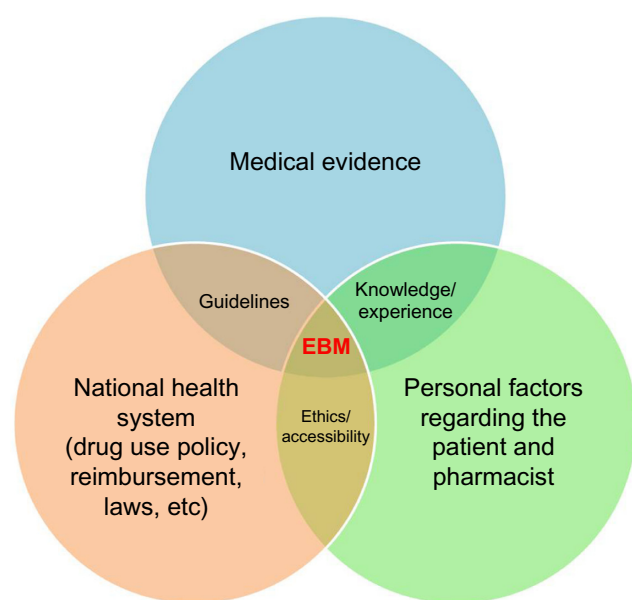 Medical evidence
Guidelines
Knowledge/
experience
EBM
National health
system
(drug use policy,
reimbursement,
laws, etc)
Ethics/
accessibility
Personal factors
regarding the
patient and
pharmacist